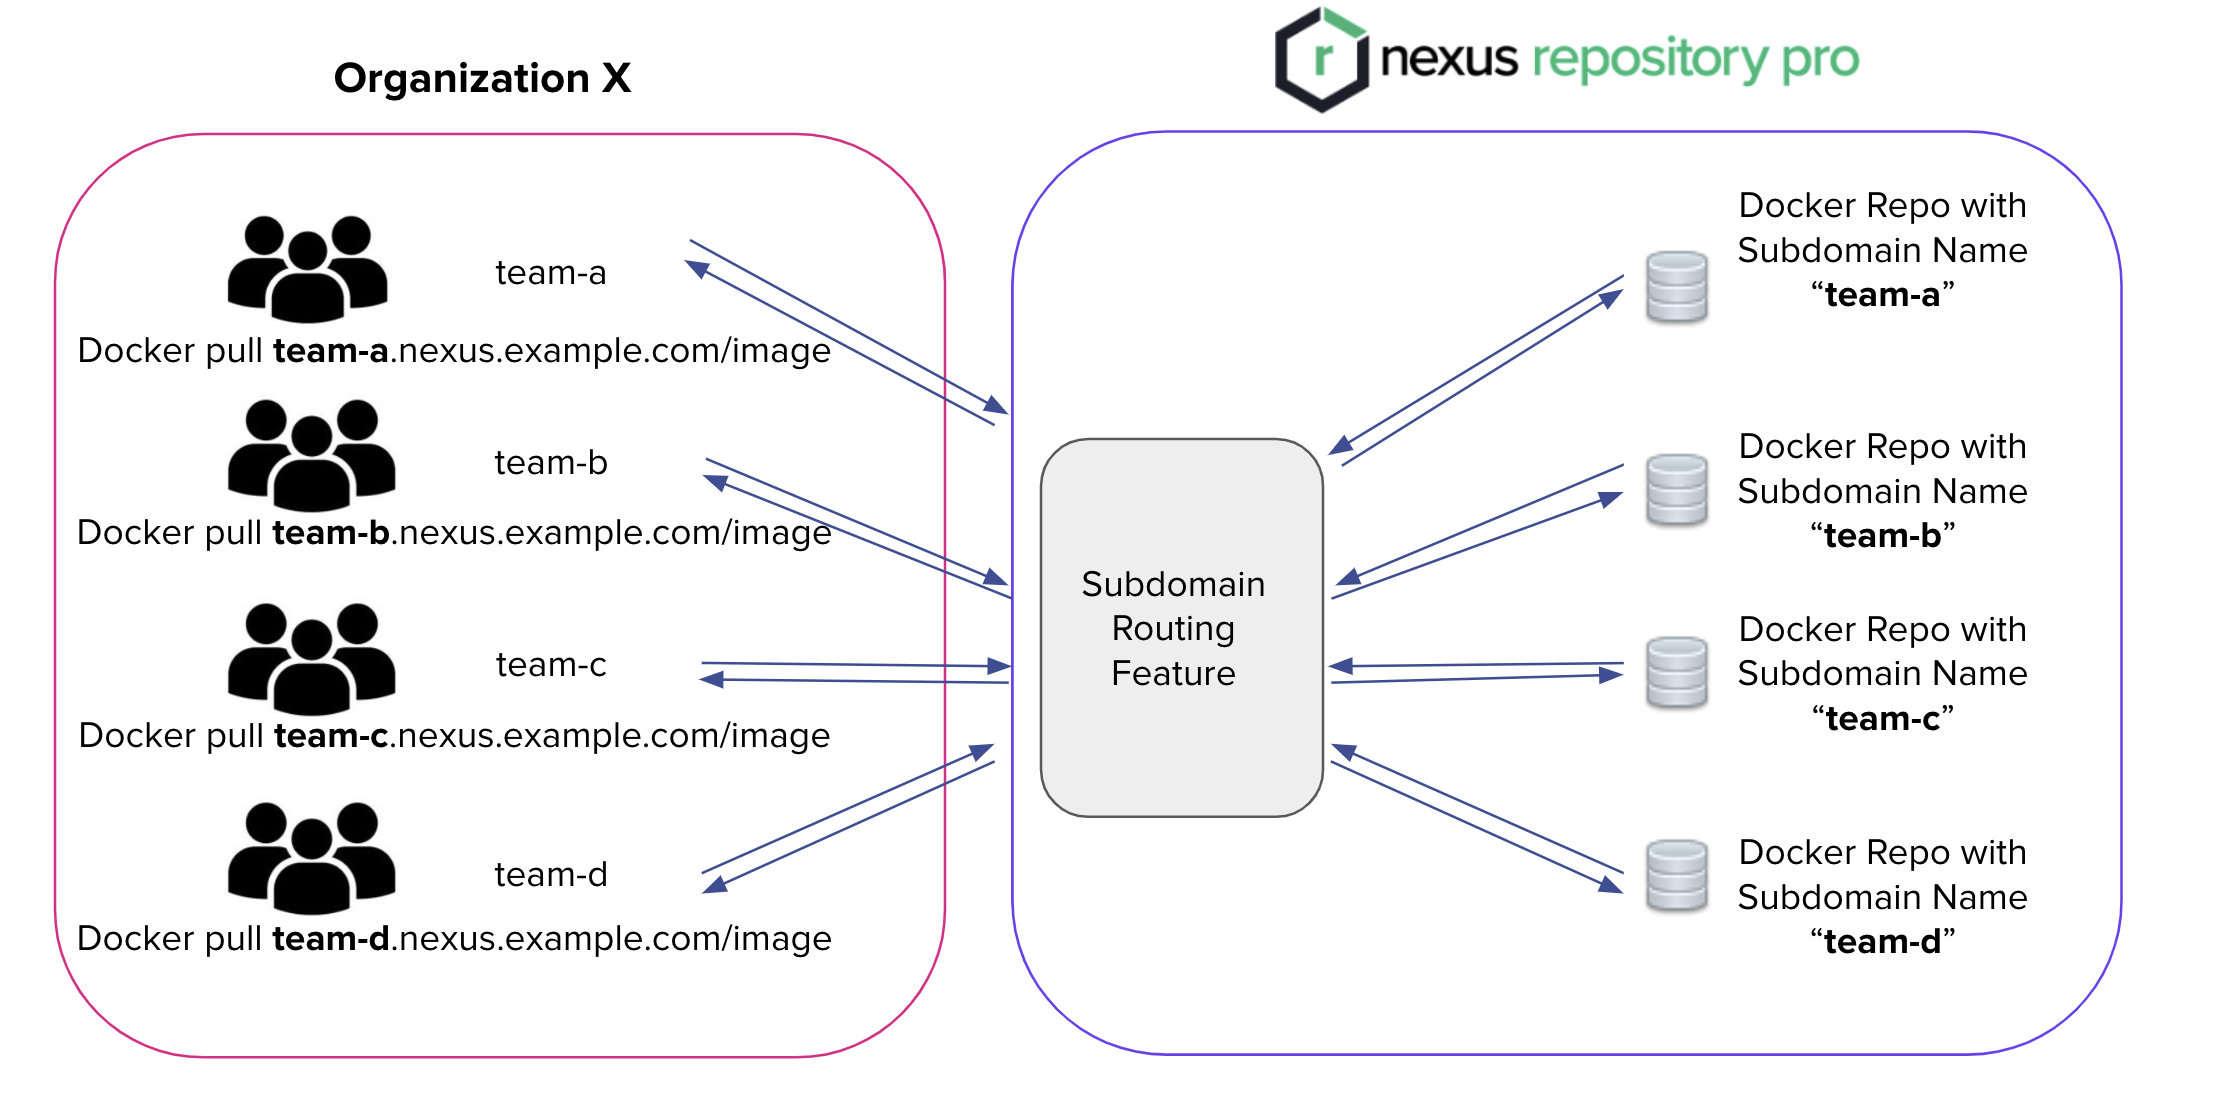 Organization X
r nexus repository pro
team-a
Docker pull team-a.nexus.example.com/image
team-b
Docker pull team-b.nexus.example.com/image
team-c
Docker pull team-c.nexus.example.com/image
team-d
Docker pull team-d.nexus.example.com/image
Subdomain
Routing
Feature
Docker Repo with
Subdomain Name
“team-a”
Docker Repo with
Subdomain Name
“team-b”
Docker Repo with
Subdomain Name
“team-c”
Docker Repo with
Subdomain Name
“team-d”